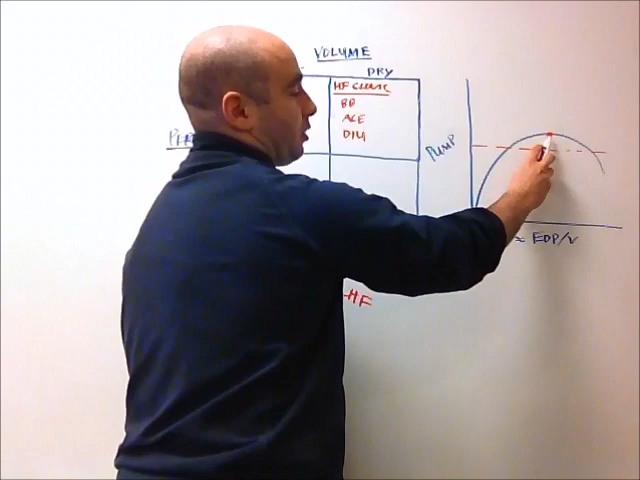 VOLUME
DRY
HF CLINIC
BB
ACE
DIU
PUMP
≈ EDP/V
HF